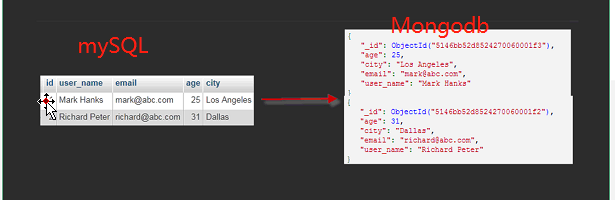 mySQL
Mongodb
id user_name email age city
Mark Hanks mark@abc.com 25 Los Angeles
Richard Peter richard@abc.com 31 Dallas
{
"_id": ObjectId("5146bb52d8524270060001f3"),
"age": 25,
"city": "Los Angeles",
"email": "mark@abc.com",
"user_name": "Mark Hanks"
}
{
"_id": ObjectId("5146bb52d8524270060001f2"),
"age": 31,
"city": "Dallas",
"email": "richard@abc.com",
"user_name": "Richard Peter"
}